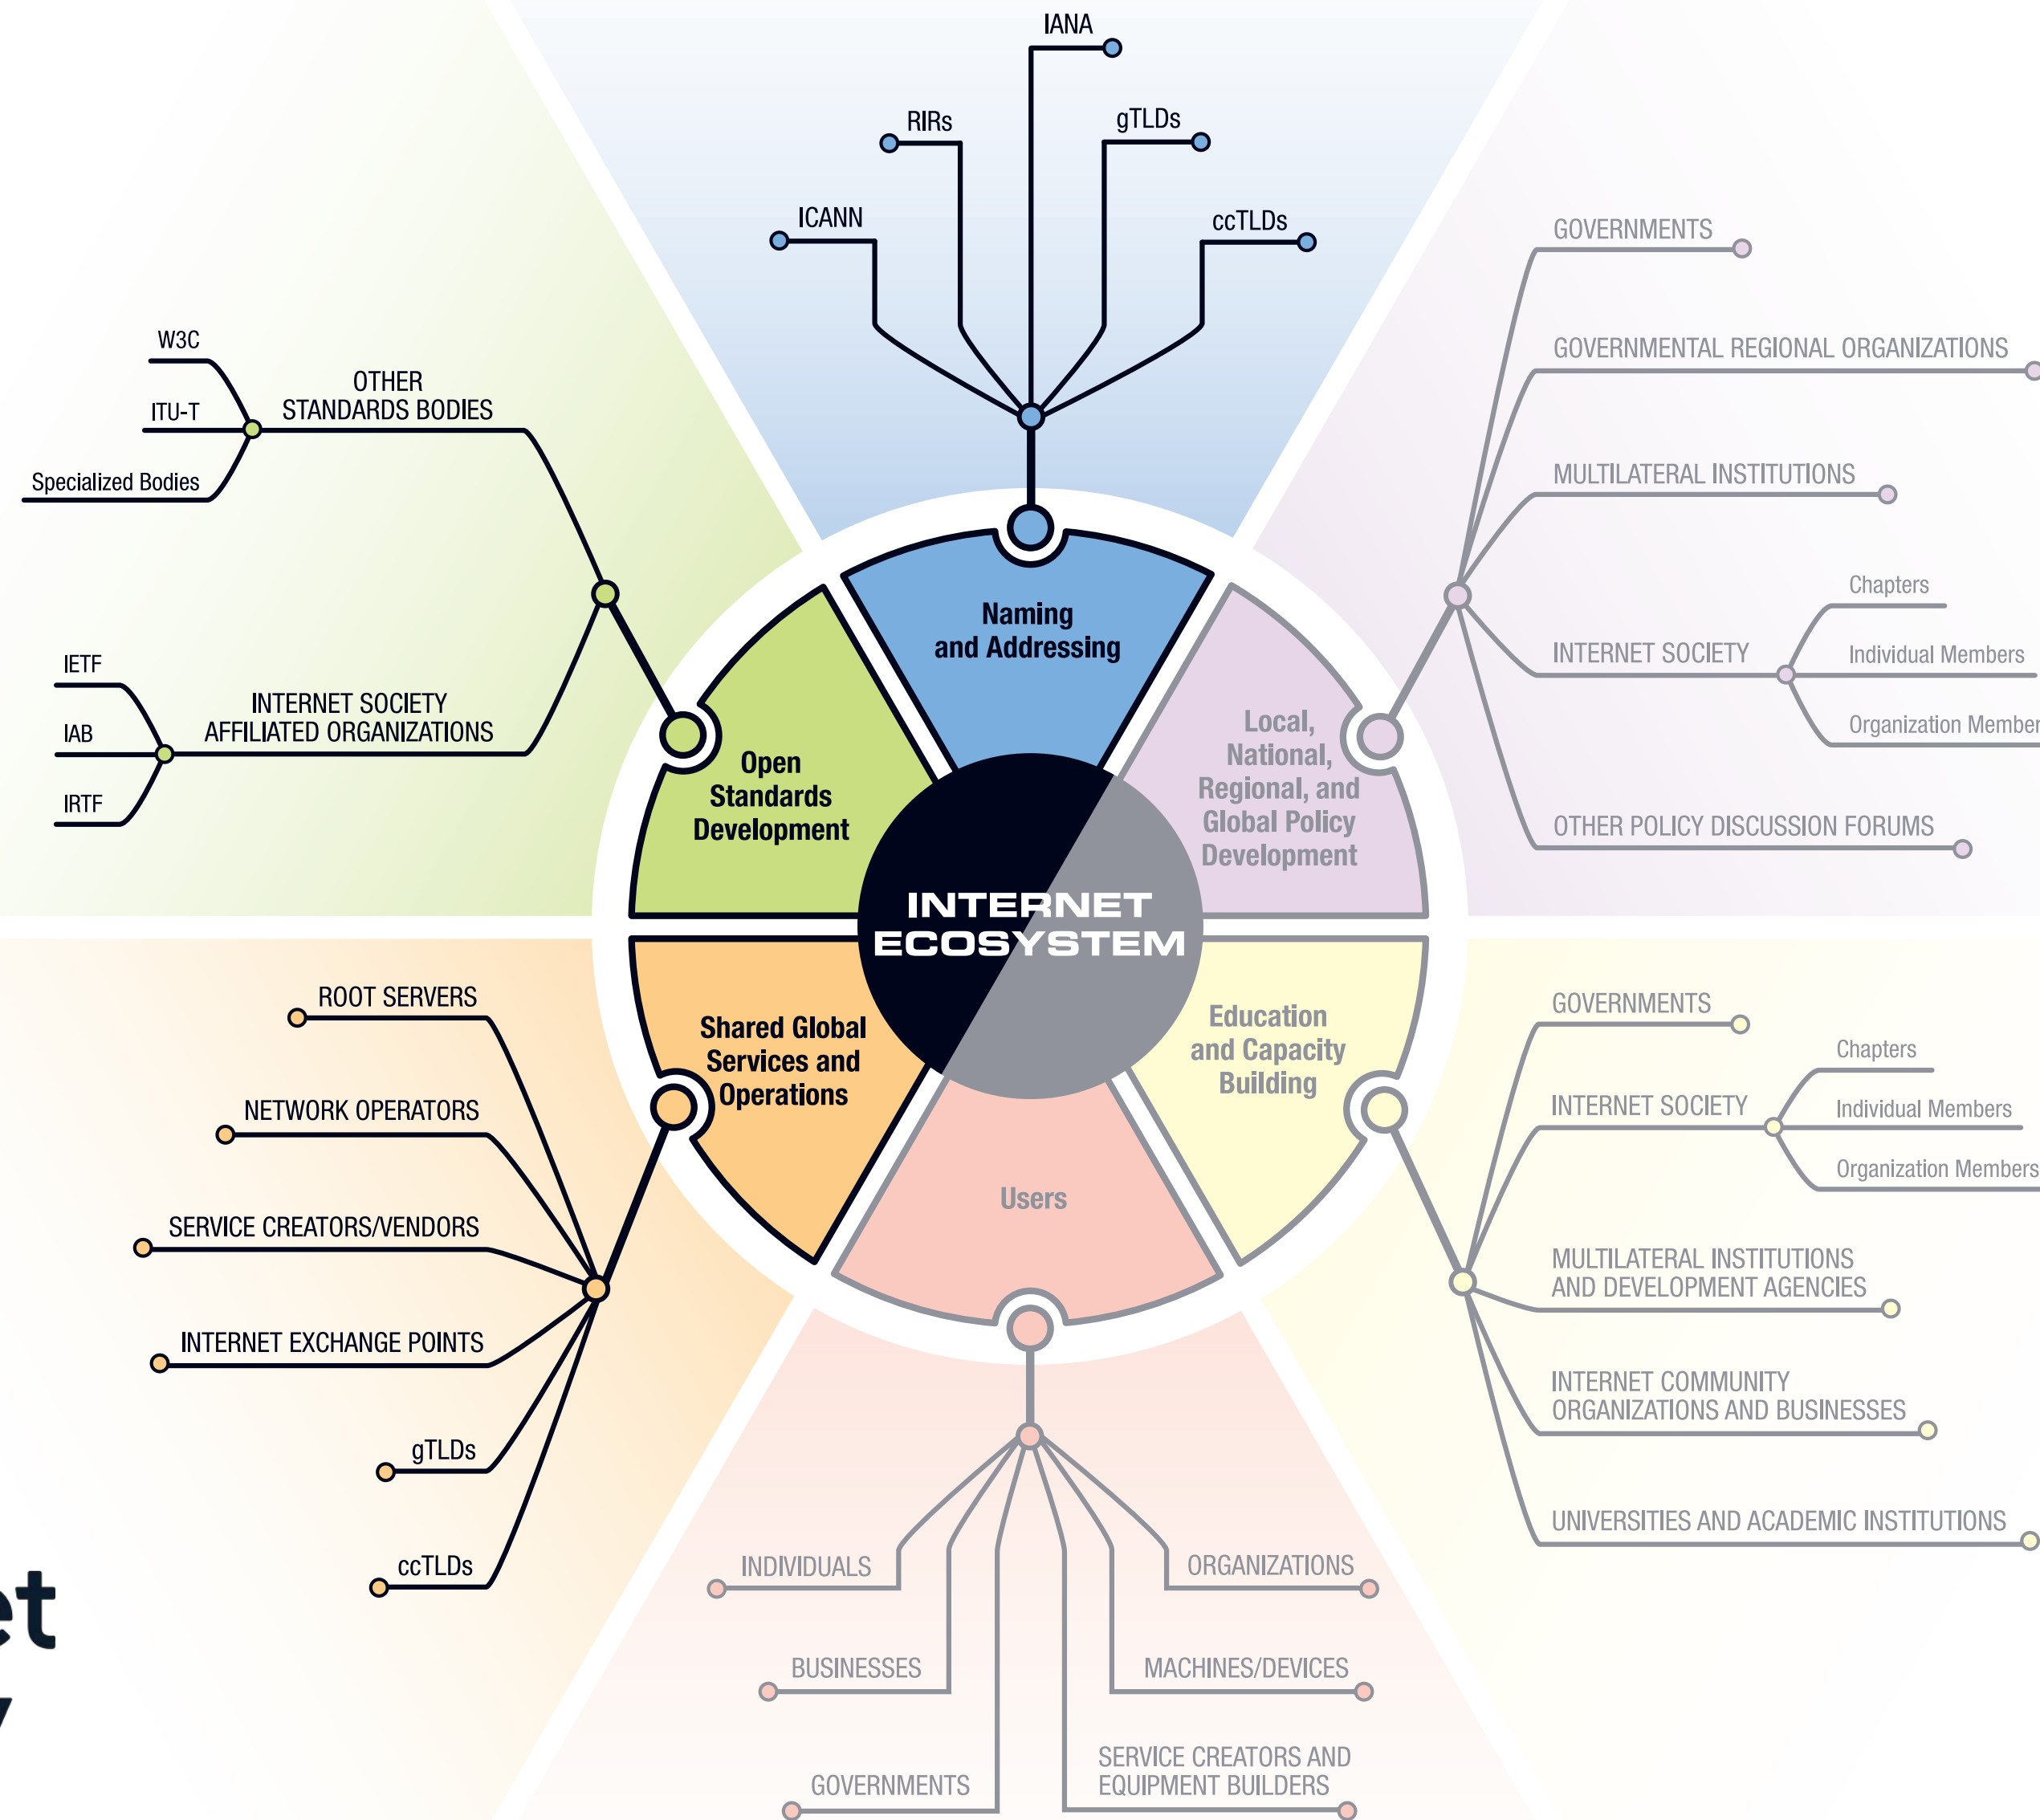 IANA
RIRs
gTLDs
ICANN
ccTLDs
W3C
OTHER
STANDARDS BODIES
ITU-T
Specialized Bodies
IETF
INTERNET SOCIETY
AFFILIATED ORGANIZATIONS
IAB
IRTF
GOVERNMENTS
GOVERNMENTAL REGIONAL ORGANIZATIONS
MULTILATERAL INSTITUTIONS
Chapters
INTERNET SOCIETY
Individual Members
Organization Member
OTHER POLICY DISCUSSION FORUMS
Naming
and Addressing
Open
Standards
Development
Local,
National,
Regional, and
Global Policy
Development
INTERNET
ECOSYSTEM
Shared Global
Services and
Operations
Education
and Capacity
Building
Users
ROOT SERVERS
NETWORK OPERATORS
SERVICE CREATORS/VENDORS
INTERNET EXCHANGE POINTS
gTLDs
ccTLDs
GOVERNMENTS
Chapters
INTERNET SOCIETY
Individual Members
Organization Members
MULTILATERAL INSTITUTIONS
AND DEVELOPMENT AGENCIES
INTERNET COMMUNITY
ORGANIZATIONS AND BUSINESSES
UNIVERSITIES AND ACADEMIC INSTITUTIONS
INDIVIDUALS
ORGANIZATIONS
BUSINESSES
MACHINES/DEVICES
GOVERNMENTS
SERVICE CREATORS AND
EQUIPMENT BUILDERS
et